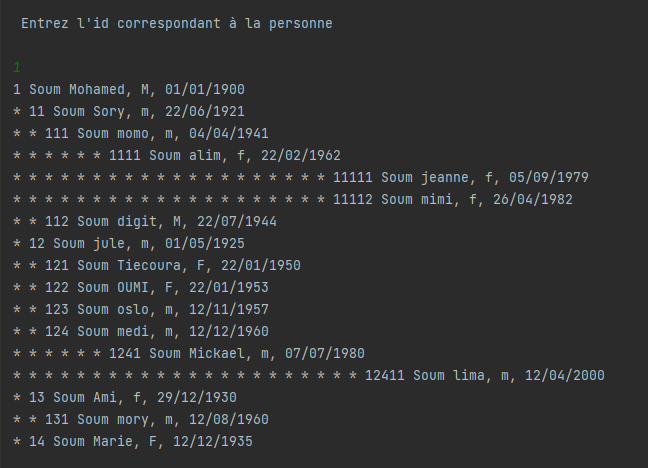 Entrez l'id correspondant à la personne
1
1 Soum Mohamed, M, 01/01/1900
* 11 Soum Sory, m, 22/06/1921
* * 111 Soum momo, m, 04/04/1941
* * * * * * 1111 Soum alim, f, 22/02/1962
* * * * * * * * * * * * * * * * * * * * 11111 Soum jeanne, f, 05/09/1979
* * * * * * * * * * * * * * * * * * * * 11112 Soum mimi, f, 26/04/1982
* * 112 Soum digit, M, 22/07/1944
* 12 Soum jule, m, 01/05/1925
* * 121 Soum Tiecoura, F, 22/01/1950
* * 122 Soum OUMI, F, 22/01/1953
* * 123 Soum oslo, m, 12/11/1957
* * 124 Soum medi, m, 12/12/1960
* * * * * * 1241 Soum Mickael, m, 07/07/1980
* * * * * * * * * * * * * * * * * * * * * * 12411 Soum lima, m, 12/04/2000
* 13 Soum Ami, f, 29/12/1930
* * 131 Soum mory, m, 12/08/1960
* 14 Soum Marie, F, 12/12/1935